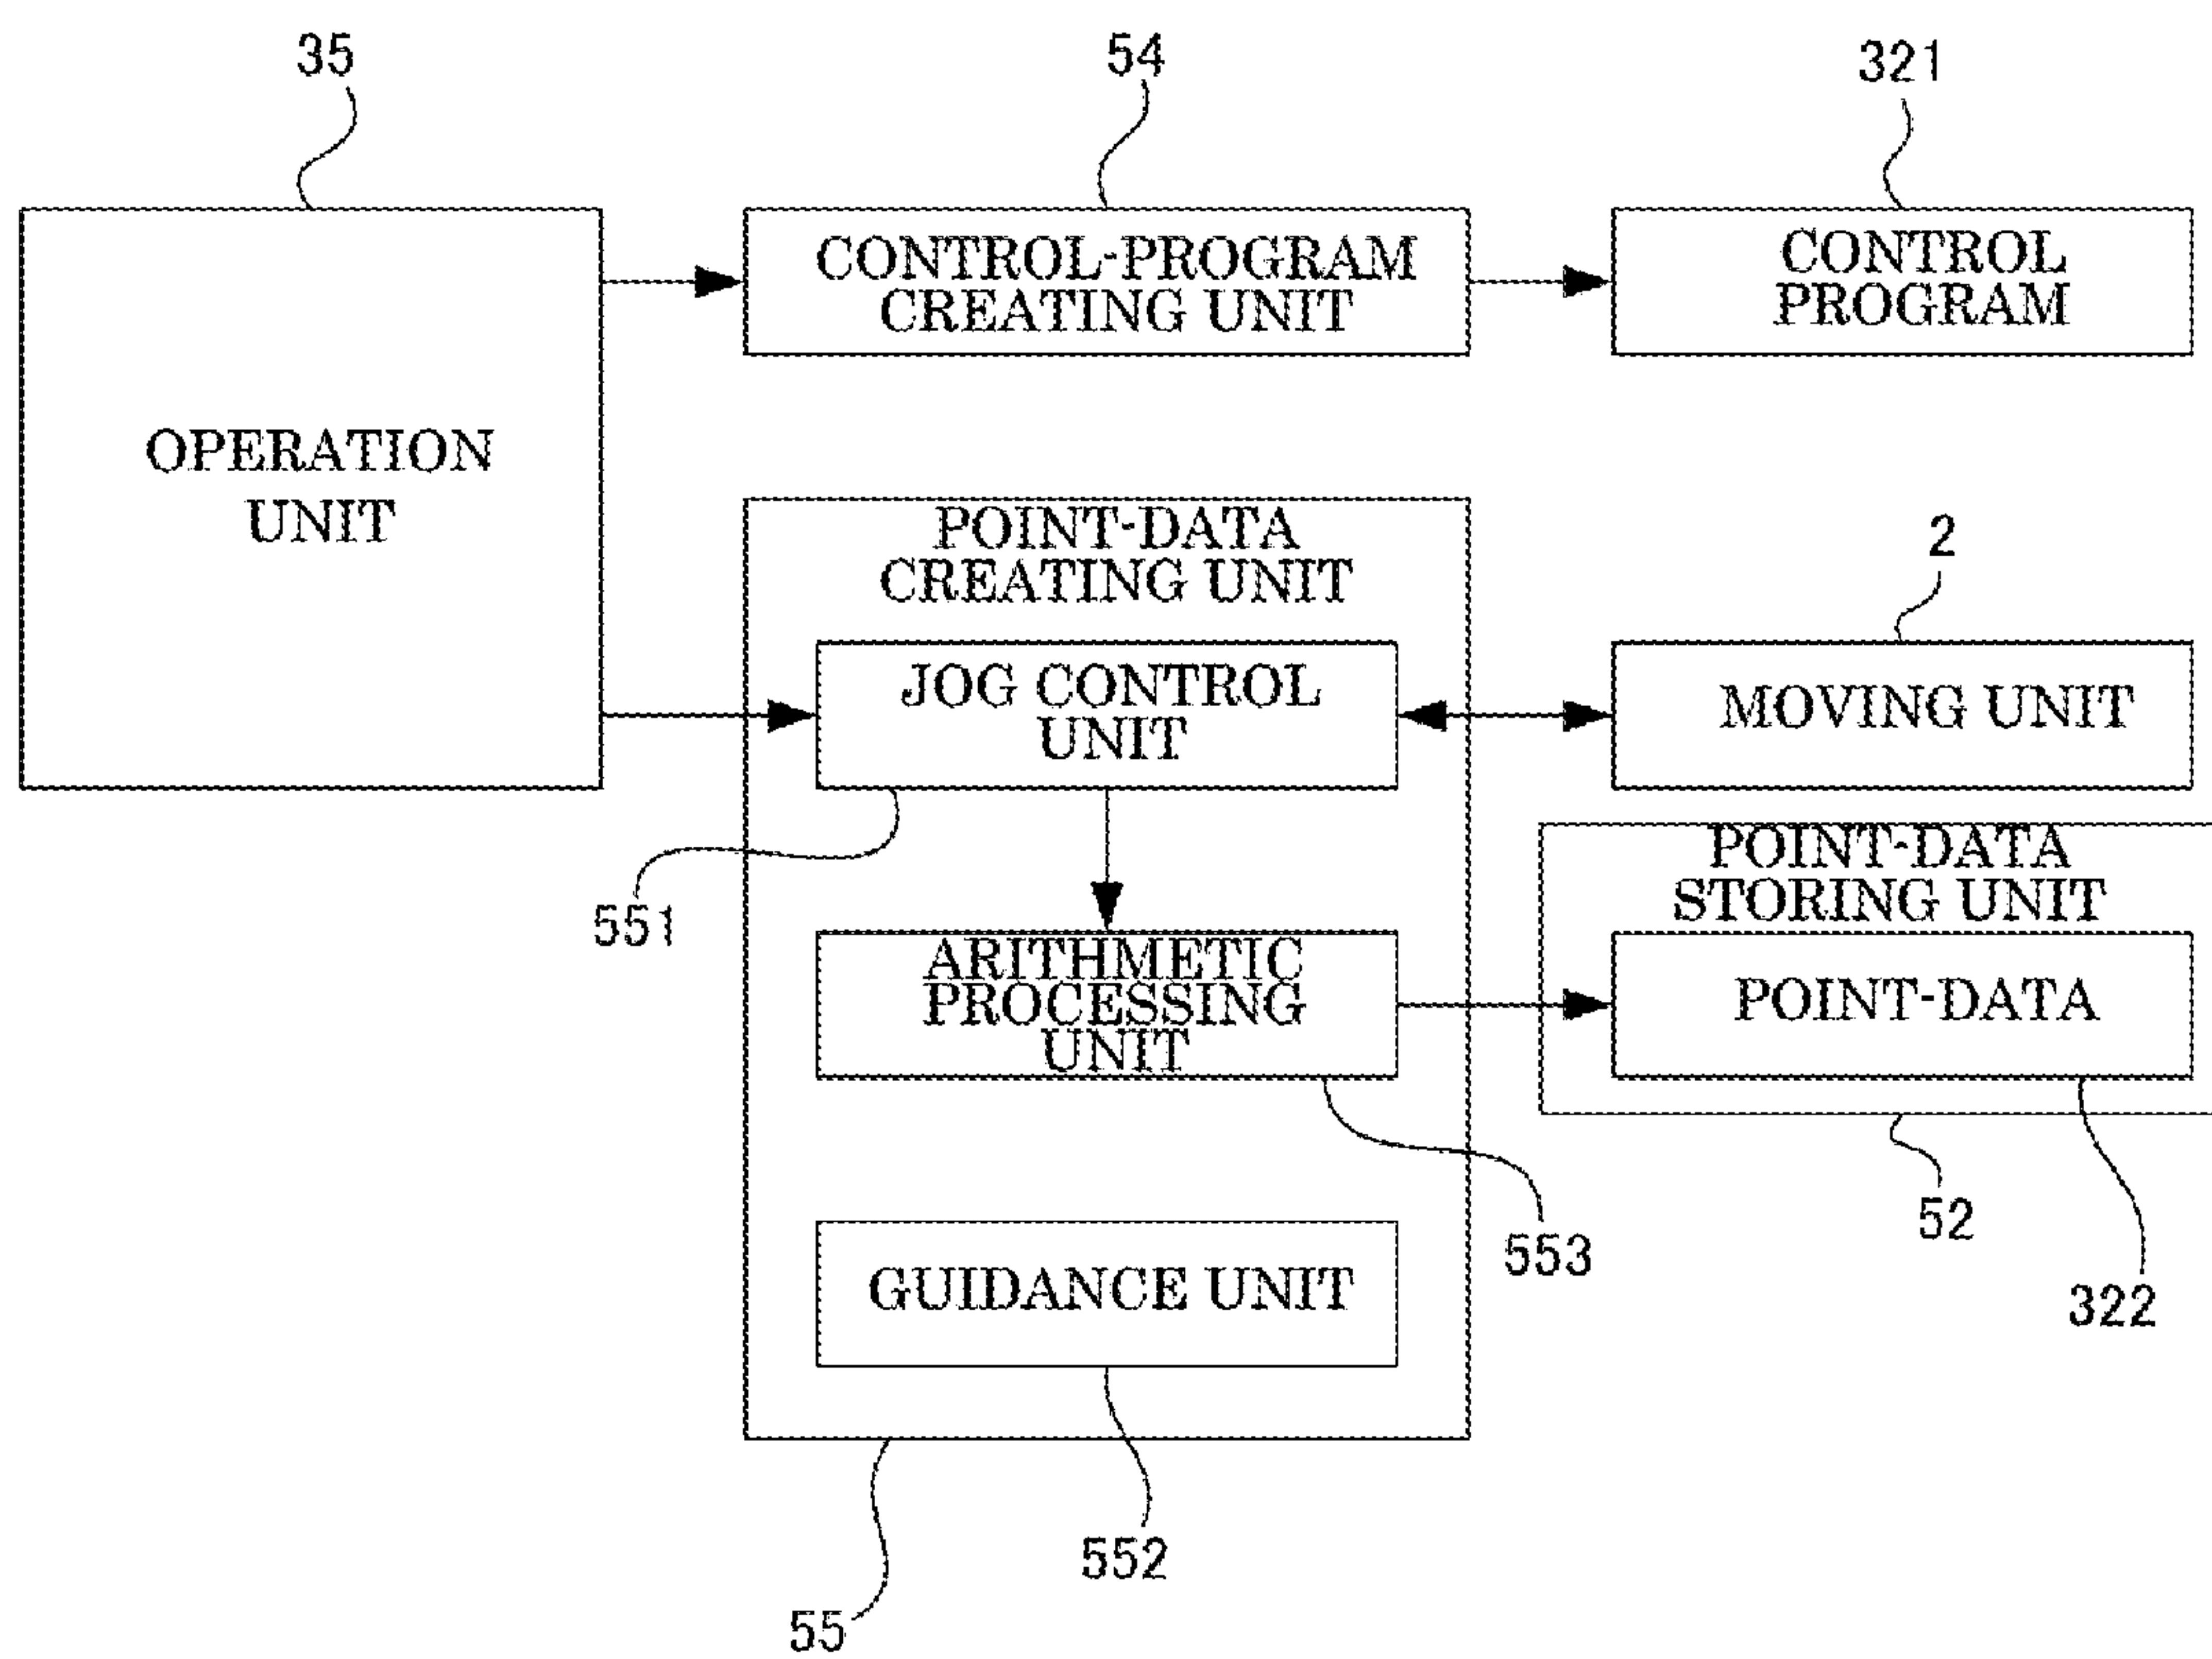 35
54
321
OPERATION
UNIT
CONTROL-PROGRAM
CREATING UNIT
CONTROL
PROGRAM
POINT-DATA
CREATING UNIT
JOG CONTROL
UNIT
551
2
MOVING UNIT
ARITHMETIC
PROCESSING
UNIT
553
POINT-DATA
STORING UNIT
POINT-DATA
52
322
GUIDANCE UNIT
552
55